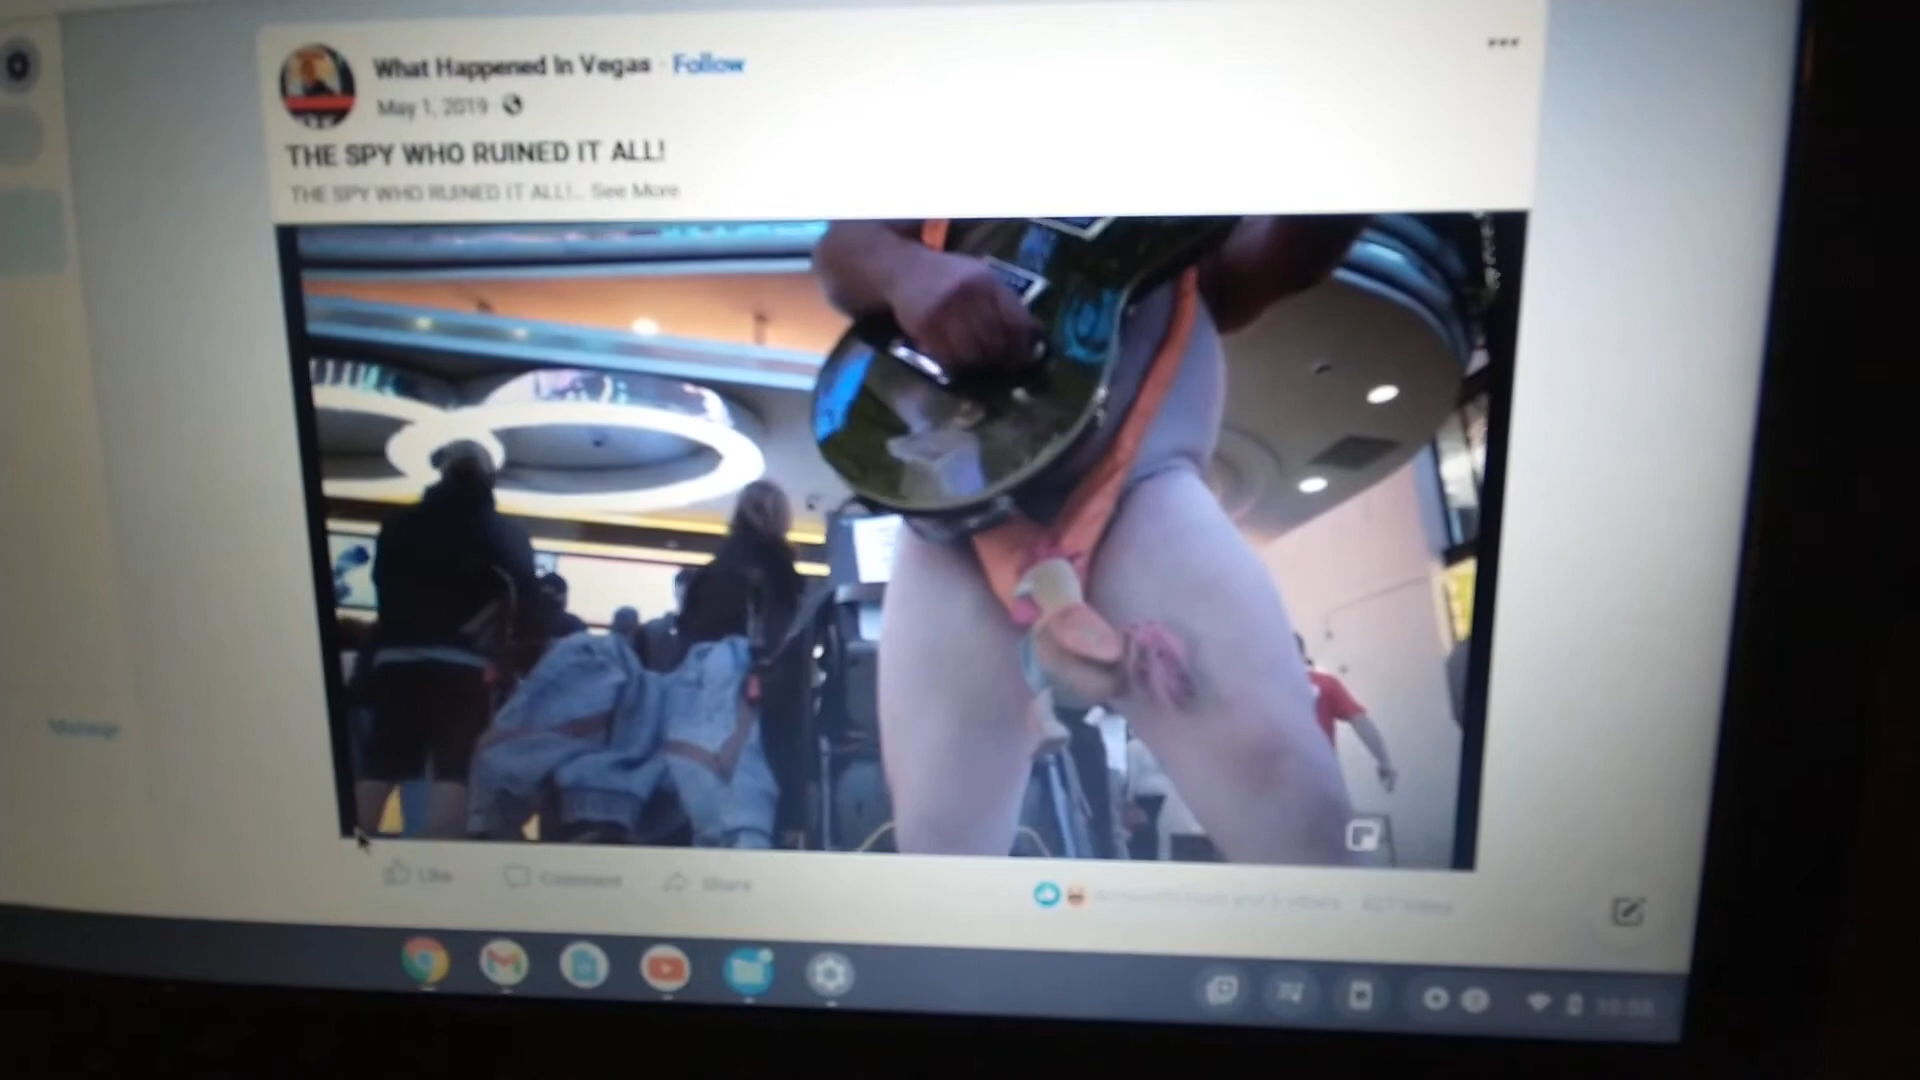 What Happened In Vegas · Follow
May 1, 2019
THE SPY WHO RUINED IT ALL!
THE SPY WHO RUINED IT ALL!... See More
Manage
Like Comment Share